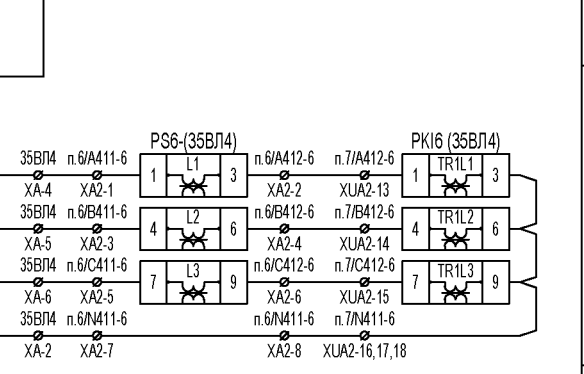 PS6-(35ВЛ4) PKI6 (35ВЛ4)
35ВЛ4 п.6/A411-6 1 L1 3 п.6/A412-6 п.7/A412-6 1 TR1L1 3
XA-4 XA2-1 XA2-2 XUA2-13
35ВЛ4 п.6/B411-6 4 L2 6 п.6/B412-6 п.7/B412-6 4 TR1L2 6
XA-5 XA2-3 XA2-4 XUA2-14
35ВЛ4 п.6/C411-6 7 L3 9 п.6/C412-6 п.7/C412-6 7 TR1L3 9
XA-6 XA2-5 XA2-6 XUA2-15
35ВЛ4 п.6/N411-6 п.6/N411-6 п.7/N411-6
XA-2 XA2-7 XA2-8 XUA2-16,17,18